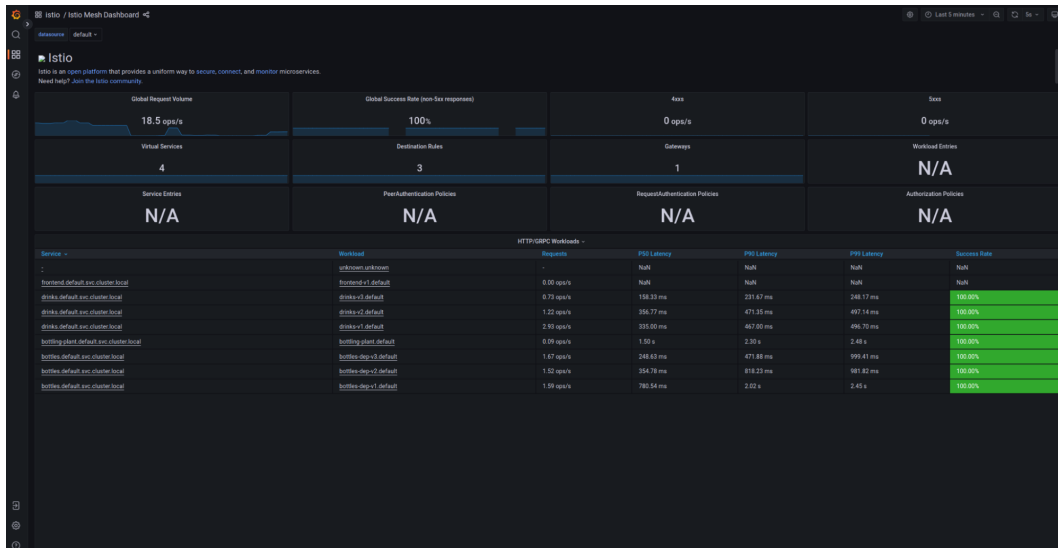 istio / Istio Mesh Dashboard
Last 5 minutes
5s
datasource default
Istio
Istio is an open platform that provides a uniform way to secure, connect, and monitor microservices.
Need help? Join the Istio community.
Global Request Volume
18.5 ops/s
Global Success Rate (non-5xx responses)
100%
4xxs
0 ops/s
5xxs
0 ops/s
Virtual Services
4
Destination Rules
3
Gateways
1
Workload Entries
N/A
Service Entries
N/A
PeerAuthentication Policies
N/A
RequestAuthentication Policies
N/A
Authorization Policies
N/A
HTTP/GRPC Workloads
Service Workload Requests P50 Latency P90 Latency P99 Latency Success Rate
- unknown.unknown - NaN NaN NaN NaN
frontend.default.svc.cluster.local frontend-v1.default 0.00 ops/s NaN NaN NaN NaN
drinks.default.svc.cluster.local drinks-v3.default 0.73 ops/s 158.33 ms 231.67 ms 248.17 ms 100.00%
drinks.default.svc.cluster.local drinks-v2.default 1.22 ops/s 356.77 ms 471.35 ms 497.14 ms 100.00%
drinks.default.svc.cluster.local drinks-v1.default 2.93 ops/s 335.00 ms 467.00 ms 496.70 ms 100.00%
bottling-plant.default.svc.cluster.local bottling-plant.default 0.09 ops/s 1.50 s 2.30 s 2.48 s 100.00%
bottles.default.svc.cluster.local bottles-dep-v3.default 1.67 ops/s 248.63 ms 471.88 ms 999.41 ms 100.00%
bottles.default.svc.cluster.local bottles-dep-v2.default 1.52 ops/s 354.78 ms 818.23 ms 981.82 ms 100.00%
bottles.default.svc.cluster.local bottles-dep-v1.default 1.59 ops/s 780.54 ms 2.02 s 2.45 s 100.00%